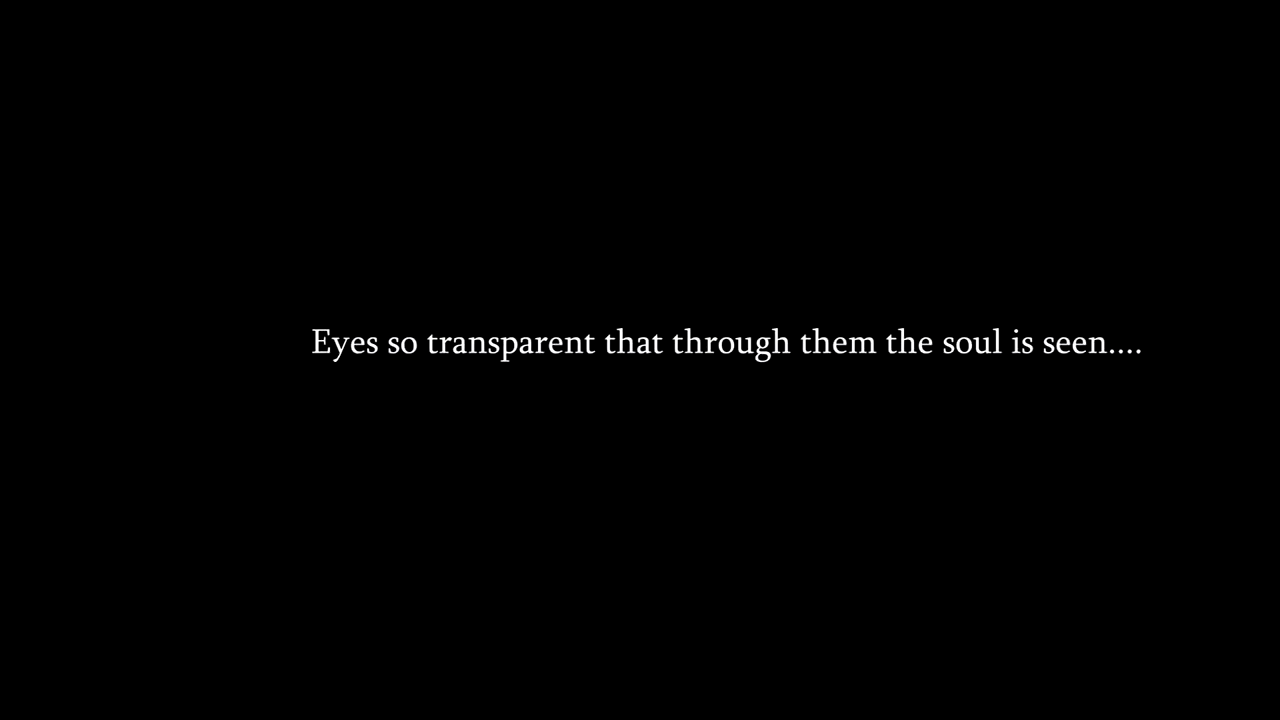 Eyes so transparent that through them the soul is seen....